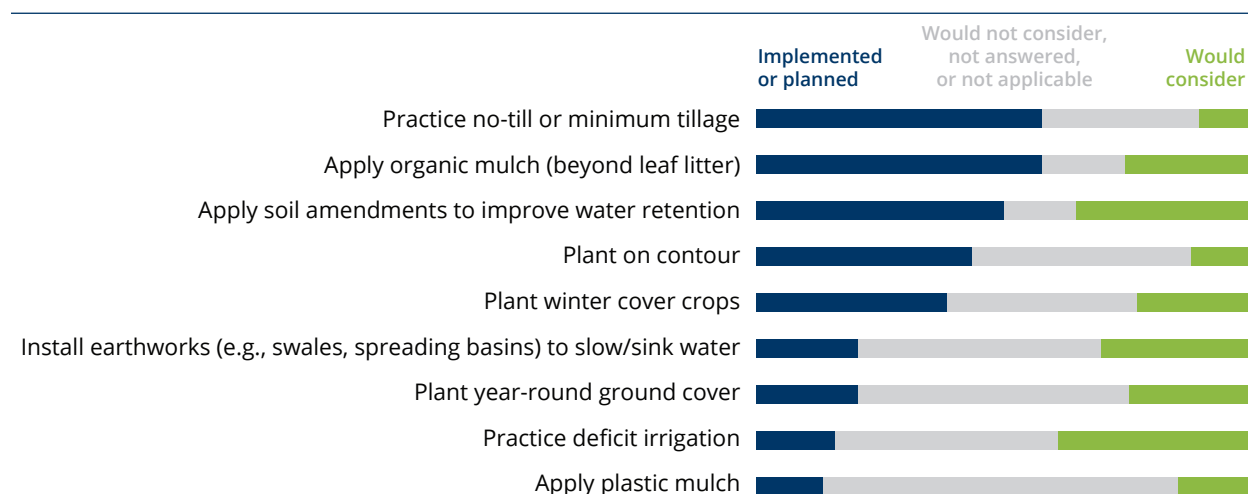 Implemented
or planned
Would not consider,
not answered,
or not applicable
Would
consider
Practice no-till or minimum tillage
Apply organic mulch (beyond leaf litter)
Apply soil amendments to improve water retention
Plant on contour
Plant winter cover crops
Install earthworks (e.g., swales, spreading basins) to slow/sink water
Plant year-round ground cover
Practice deficit irrigation
Apply plastic mulch